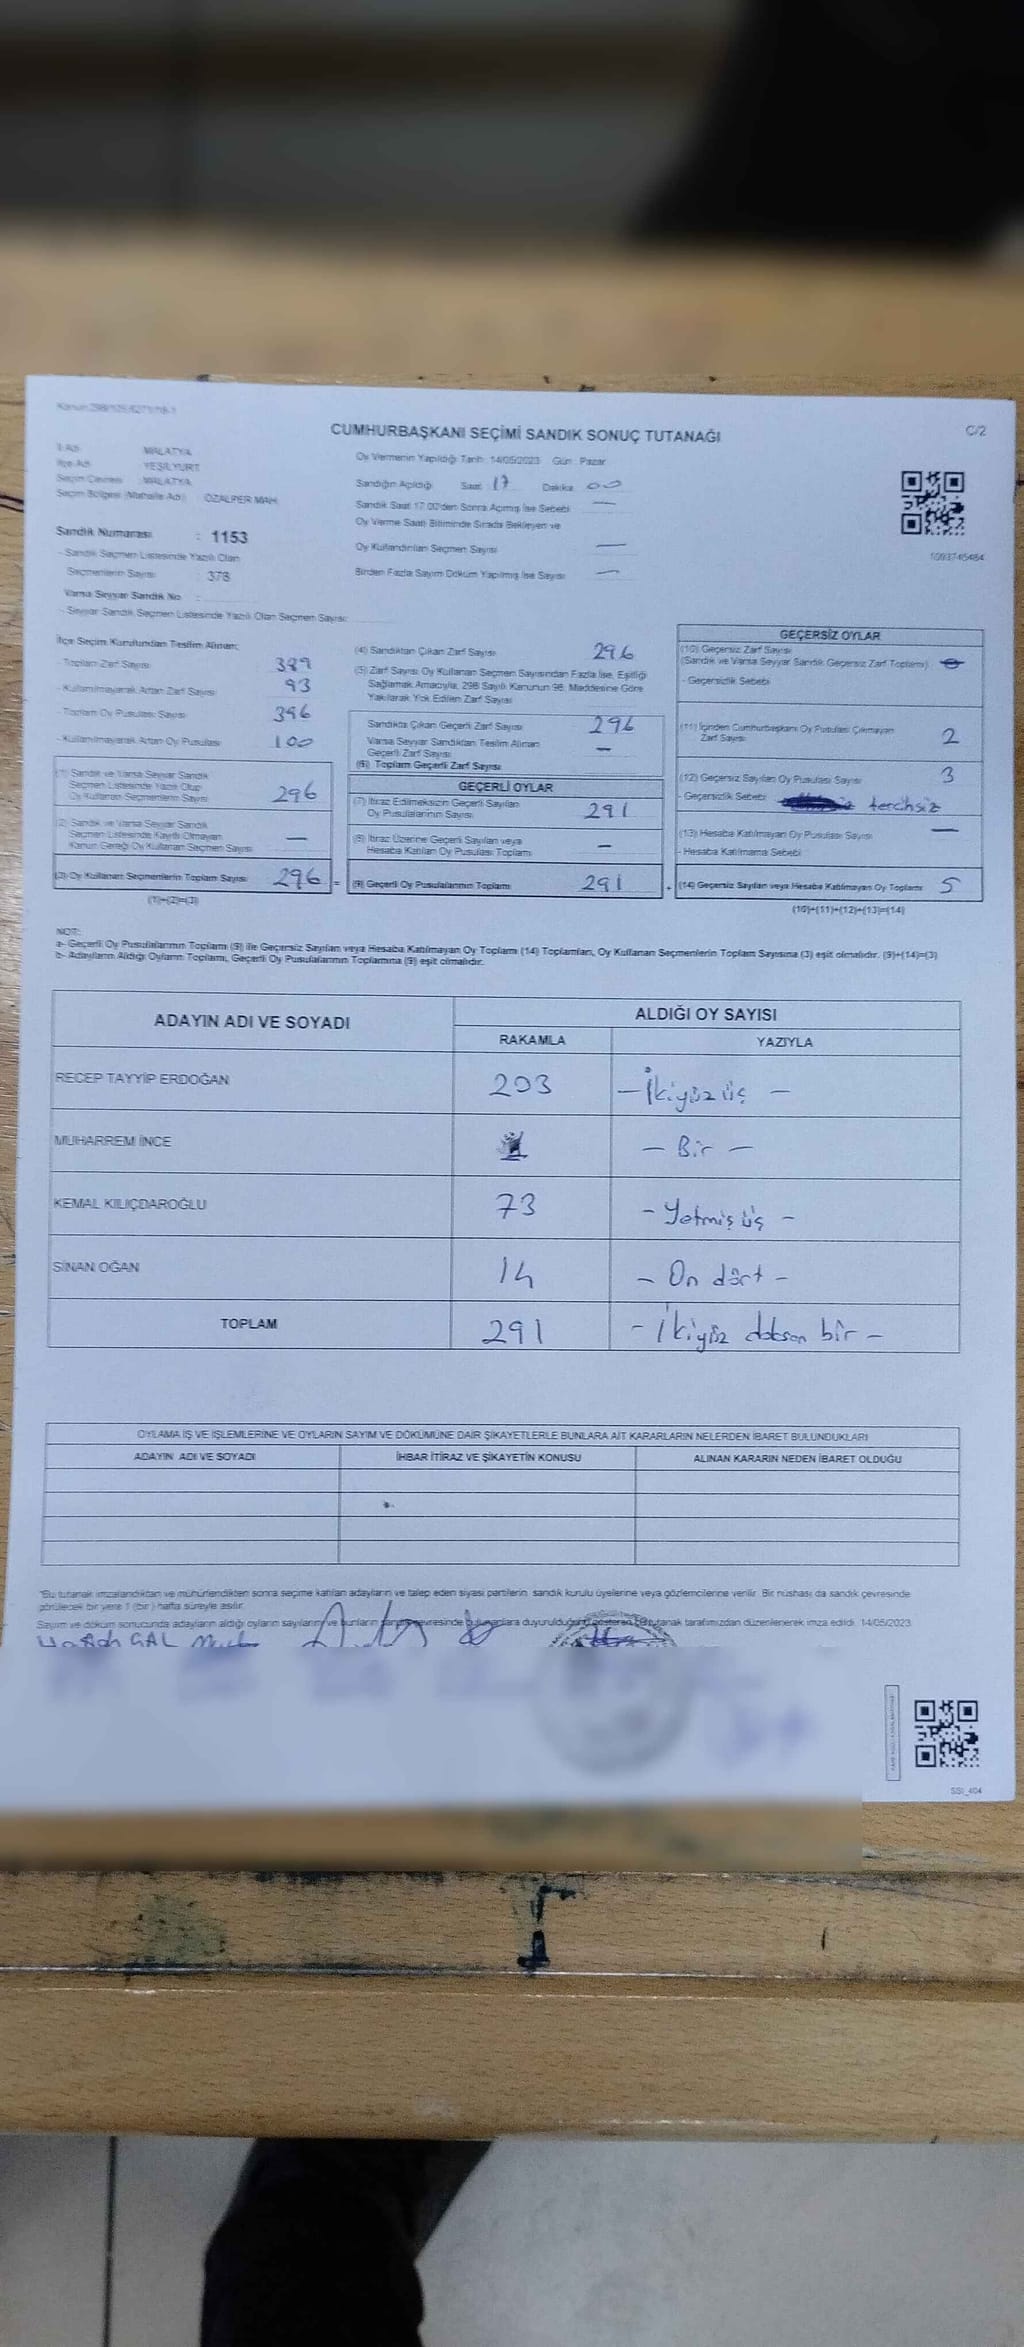 Kanun:298/105,6271/18-1
CUMHURBAŞKANI SEÇİMİ SANDIK SONUÇ TUTANAĞI
C/2
İl Adı : MALATYA
İlçe Adı : YEŞİLYURT
Seçim Çevresi : MALATYA
Seçim Bölgesi (Mahalle Adı) : ÖZALPER MAH.
Oy Vermenin Yapıldığı Tarih : 14/05/2023 Gün : Pazar
Sandığın Açıldığı Saat : 17 Dakika : 00
Sandık Saat 17.00'den Sonra Açılmış İse Sebebi : —
Oy Verme Saati Bitiminde Sırada Bekleyen ve
Oy Kullandırılan Seçmen Sayısı —
Birden Fazla Sayım Döküm Yapılmış İse Sayısı —
Sandık Numarası : 1153
- Sandık Seçmen Listesinde Yazılı Olan
Seçmenlerin Sayısı : 378
Varsa Seyyar Sandık No :
- Seyyar Sandık Seçmen Listesinde Yazılı Olan Seçmen Sayısı:
İlçe Seçim Kurulundan Teslim Alınan;
- Toplam Zarf Sayısı 389
- Kullanılmayarak Artan Zarf Sayısı 93
- Toplam Oy Pusulası Sayısı 396
- Kullanılmayarak Artan Oy Pusulası 100
(1) Sandık ve Varsa Seyyar Sandık
Seçmen Listesinde Yazılı Olup
Oy Kullanan Seçmenlerin Sayısı 296
(2) Sandık ve Varsa Seyyar Sandık
Seçmen Listesinde Kayıtlı Olmayan
Kanun Gereği Oy Kullanan Seçmen Sayısı —
(3) Oy Kullanan Seçmenlerin Toplam Sayısı 296 =
(1)+(2)=(3)
(4) Sandıktan Çıkan Zarf Sayısı 296
(5) Zarf Sayısı Oy Kullanan Seçmen Sayısından Fazla İse, Eşitliği
Sağlamak Amacıyla, 298 Sayılı Kanunun 98. Maddesine Göre
Yakılarak Yok Edilen Zarf Sayısı
Sandıkta Çıkan Geçerli Zarf Sayısı 296
Varsa Seyyar Sandıktan Teslim Alınan
Geçerli Zarf Sayısı —
(6) Toplam Geçerli Zarf Sayısı
GEÇERLİ OYLAR
(7) İtiraz Edilmeksizin Geçerli Sayılan
Oy Pusulalarının Sayısı 291
(8) İtiraz Üzerine Geçerli Sayılan veya
Hesaba Katılan Oy Pusulası Toplamı —
(9) Geçerli Oy Pusulalarının Toplamı 291 +
GEÇERSİZ OYLAR
(10) Geçersiz Zarf Sayısı
(Sandık ve Varsa Seyyar Sandık Geçersiz Zarf Toplamı)
- Geçersizlik Sebebi
(11) İçinden Cumhurbaşkanı Oy Pusulası Çıkmayan
Zarf Sayısı 2
(12) Geçersiz Sayılan Oy Pusulası Sayısı 3
- Geçersizlik Sebebi tercihsiz
(13) Hesaba Katılmayan Oy Pusulası Sayısı —
- Hesaba Katılmama Sebebi
(14) Geçersiz Sayılan veya Hesaba Katılmayan Oy Toplamı 5
(10)+(11)+(12)+(13)=(14)
NOT:
a- Geçerli Oy Pusulalarının Toplamı (9) ile Geçersiz Sayılan veya Hesaba Katılmayan Oy Toplamı (14) Toplamları, Oy Kullanan Seçmenlerin Toplam Sayısına (3) eşit olmalıdır. (9)+(14)=(3)
b- Adayların Aldığı Oyların Toplamı, Geçerli Oy Pusulalarının Toplamına (9) eşit olmalıdır.
ADAYIN ADI VE SOYADI
ALDIĞI OY SAYISI
RAKAMLA YAZIYLA
RECEP TAYYİP ERDOĞAN 203 — İkiyüz üç —
MUHARREM İNCE — Bir —
KEMAL KILIÇDAROĞLU 73 - Yetmiş üç -
SİNAN OĞAN 14 - On dört -
TOPLAM 291 - İkiyüz doksan bir -
OYLAMA İŞ VE İŞLEMLERİNE VE OYLARIN SAYIM VE DÖKÜMÜNE DAİR ŞİKAYETLERLE BUNLARA AİT KARARLARIN NELERDEN İBARET BULUNDUKLARI
ADAYIN ADI VE SOYADI İHBAR İTİRAZ VE ŞİKAYETİN KONUSU ALINAN KARARIN NEDEN İBARET OLDUĞU
*Bu tutanak imzalandıktan ve mühürlendikten sonra seçime katılan adayların ve talep eden siyasi partilerin, sandık kurulu üyelerine veya gözlemcilerine verilir. Bir nüshası da sandık çevresinde
görülecek bir yere 1 (bir) hafta süreyle asılır.
Sayım ve döküm sonucunda adayların aldığı oyların sayılarını ve bunların sandık çevresinde bulunanlara duyurulduğunu gösteren bu tutanak tarafımızdan düzenlenerek imza edildi. 14/05/2023
SSI_404